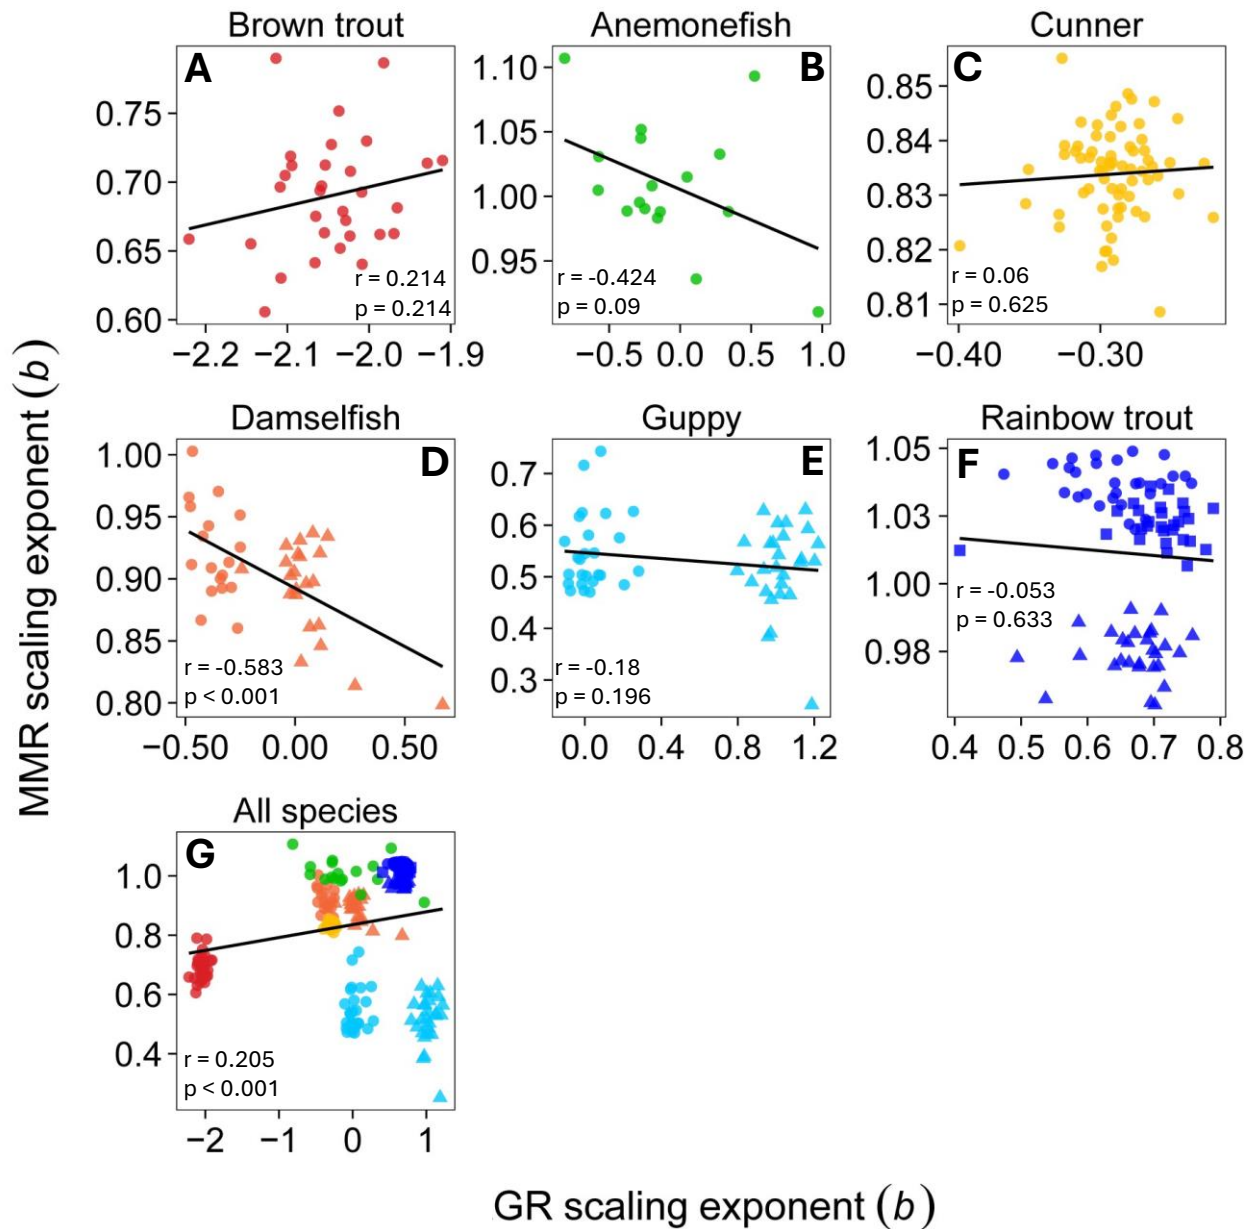 Brown trout
A
0.75
0.70
0.65
0.60
r = 0.214
p = 0.214
−2.2 −2.1 −2.0 −1.9
Anemonefish
B
1.10
1.05
1.00
0.95
r = -0.424
p = 0.09
−0.5 0.0 0.5 1.0
Cunner
C
0.85
0.84
0.83
0.82
0.81
r = 0.06
p = 0.625
−0.40 −0.30
MMR scaling exponent (b)
Damselfish
D
1.00
0.95
0.90
0.85
0.80
r = -0.583
p < 0.001
−0.50 0.00 0.50
Guppy
E
0.7
0.6
0.5
0.4
0.3
r = -0.18
p = 0.196
0.0 0.4 0.8 1.2
Rainbow trout
F
1.05
1.03
1.00
0.98
r = -0.053
p = 0.633
0.4 0.5 0.6 0.7 0.8
All species
G
1.0
0.8
0.6
0.4
r = 0.205
p < 0.001
−2 −1 0 1
GR scaling exponent (b)